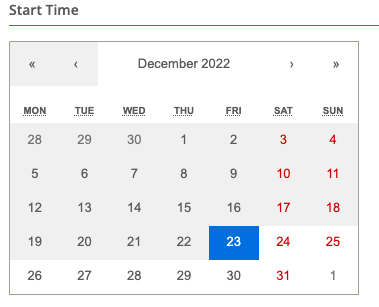 Start Time
« ‹ December 2022 › »
MON TUE WED THU FRI SAT SUN
28 29 30 1 2 3 4
5 6 7 8 9 10 11
12 13 14 15 16 17 18
19 20 21 22 23 24 25
26 27 28 29 30 31 1